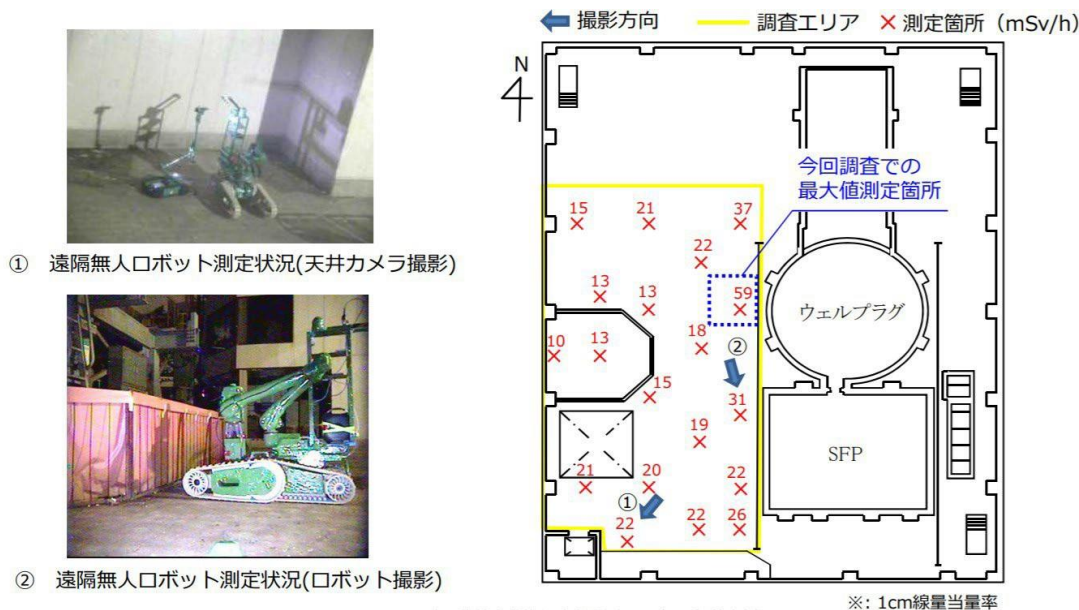 撮影方向 調査エリア × 測定箇所（mSv/h）
N
今回調査での
最大値測定箇所
15 21 37
22
13 13 59
ウェルプラグ
10 13 18 ②
15 31
19
SFP
21 20 22
①
22 22 26
※: 1cm線量当量率
① 遠隔無人ロボット測定状況(天井カメラ撮影)
② 遠隔無人ロボット測定状況(ロボット撮影)